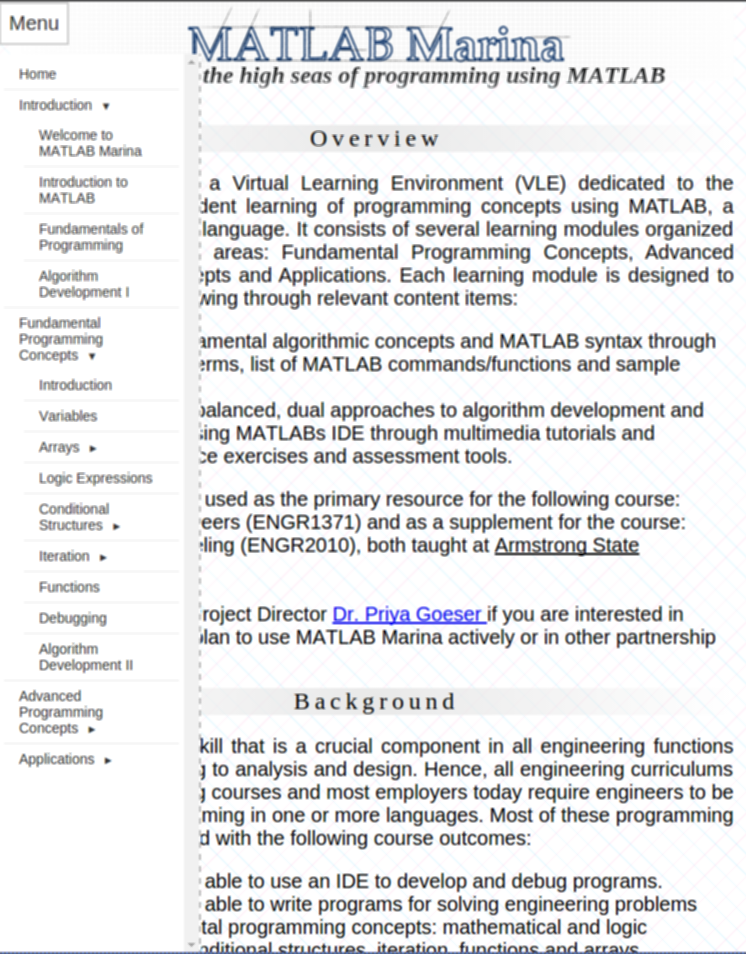 Menu
MATLAB Marina
the high seas of programming using MATLAB
Home
Introduction ▼
Welcome to
MATLAB Marina
Introduction to
MATLAB
Fundamentals of
Programming
Algorithm
Development I
Fundamental
Programming
Concepts ▼
Introduction
Variables
Arrays ►
Logic Expressions
Conditional
Structures ►
Iteration ►
Functions
Debugging
Algorithm
Development II
Advanced
Programming
Concepts ►
Applications ►
Overview
a Virtual Learning Environment (VLE) dedicated to the
dent learning of programming concepts using MATLAB, a
language. It consists of several learning modules organized
areas: Fundamental Programming Concepts, Advanced
pts and Applications. Each learning module is designed to
wing through relevant content items:
amental algorithmic concepts and MATLAB syntax through
erms, list of MATLAB commands/functions and sample
balanced, dual approaches to algorithm development and
sing MATLABs IDE through multimedia tutorials and
ce exercises and assessment tools.
used as the primary resource for the following course:
eers (ENGR1371) and as a supplement for the course:
eling (ENGR2010), both taught at Armstrong State
roject Director Dr. Priya Goeser if you are interested in
plan to use MATLAB Marina actively or in other partnership
Background
kill that is a crucial component in all engineering functions
g to analysis and design. Hence, all engineering curriculums
g courses and most employers today require engineers to be
ming in one or more languages. Most of these programming
d with the following course outcomes:
able to use an IDE to develop and debug programs.
able to write programs for solving engineering problems
tal programming concepts: mathematical and logic
nditional structures, iteration, functions and arrays